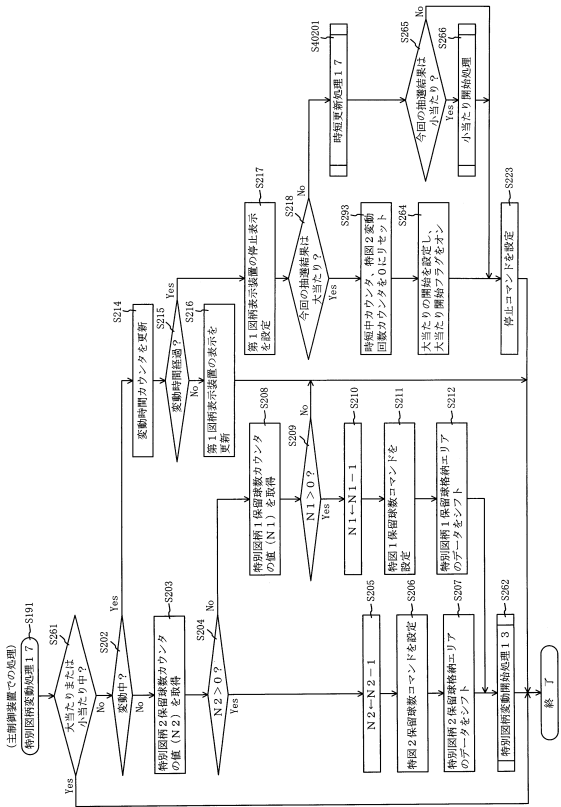 (主制御装置での処理)
特別図柄変動処理17
S191
大当たりまたは
小当たり中?
S261
Yes
No
変動中?
S202
Yes
No
特別図柄2保留球数カウンタ
の値(N2)を取得
S203
N2>0?
S204
No
Yes
N2←N2-1
S205
特図2保留球数コマンドを設定
S206
特別図柄2保留球格納エリア
のデータをシフト
S207
特別図柄変動開始処理13
S262
終了
特別図柄1保留球数カウンタ
の値(N1)を取得
S208
N1>0?
S209
No
Yes
N1←N1-1
S210
特図1保留球数コマンドを
設定
S211
特別図柄1保留球格納エリア
のデータをシフト
S212
変動時間カウンタを更新
S214
変動時間経過?
S215
Yes
No
第1図柄表示装置の表示を
更新
S216
第1図柄表示装置の停止表示
を設定
S217
今回の抽選結果は
大当たり?
S218
No
Yes
時短中カウンタ、特図2変動
回数カウンタを0にリセット
S293
大当たりの開始を設定し、
大当たり開始フラグをオン
S264
停止コマンドを設定
S223
時短更新処理17
S40201
今回の抽選結果は
小当たり?
S265
No
Yes
小当たり開始処理
S266